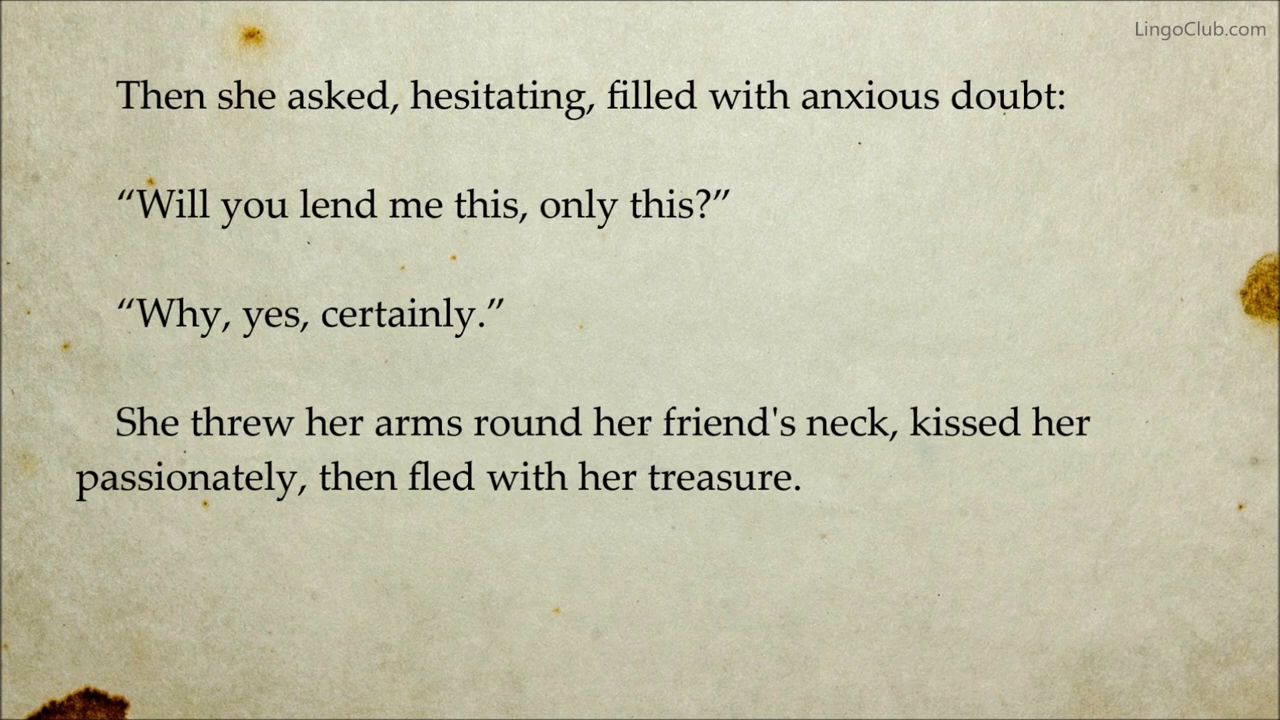 LingoClub.com
Then she asked, hesitating, filled with anxious doubt:
“Will you lend me this, only this?”
“Why, yes, certainly.”
She threw her arms round her friend's neck, kissed her
passionately, then fled with her treasure.